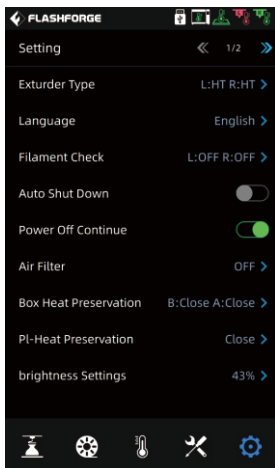 FLASHFORGE
Setting 1/2
Exturder Type L:HT R:HT
Language English
Filament Check L:OFF R:OFF
Auto Shut Down
Power Off Continue
Air Filter OFF
Box Heat Preservation B:Close A:Close
Pl-Heat Preservation Close
brightness Settings 43%